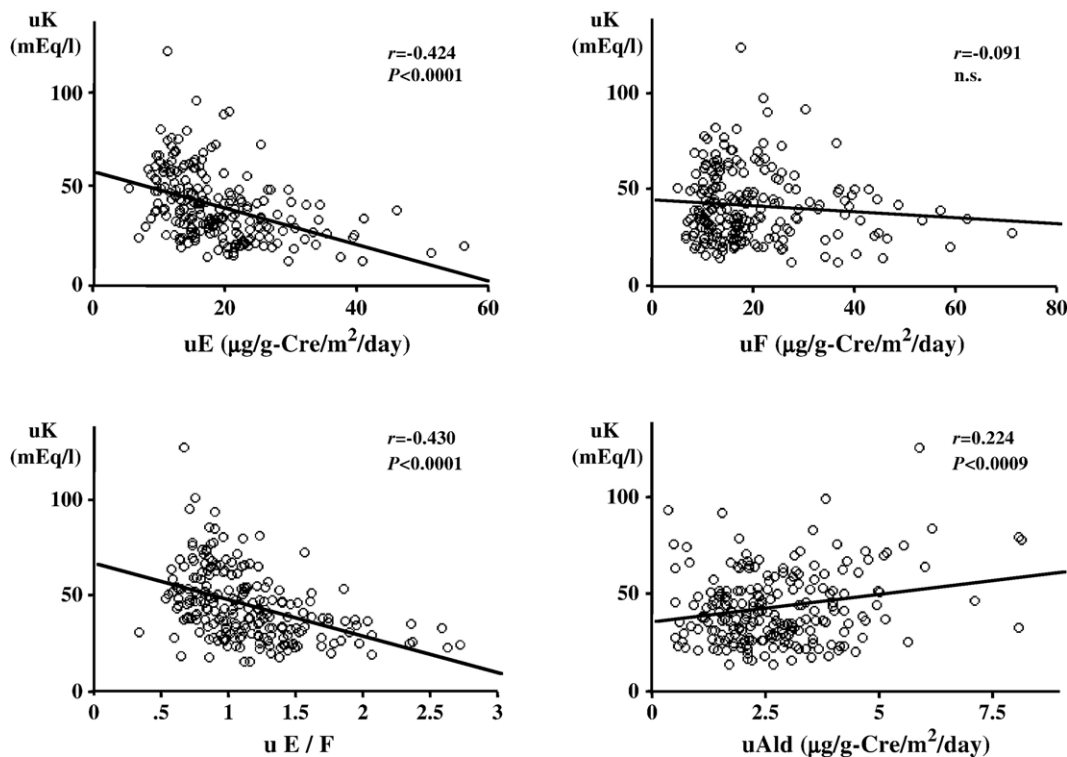 uK
(mEq/l)
r=-0.424
P<0.0001
100
50
0
0 20 40 60
uE (μg/g-Cre/m²/day)
uK
(mEq/l)
r=-0.091
n.s.
100
50
0
0 20 40 60 80
uF (μg/g-Cre/m²/day)
uK
(mEq/l)
r=-0.430
P<0.0001
100
50
0
0 .5 1 1.5 2 2.5 3
u E / F
uK
(mEq/l)
r=0.224
P<0.0009
100
50
0
0 2.5 5 7.5
uAld (μg/g-Cre/m²/day)